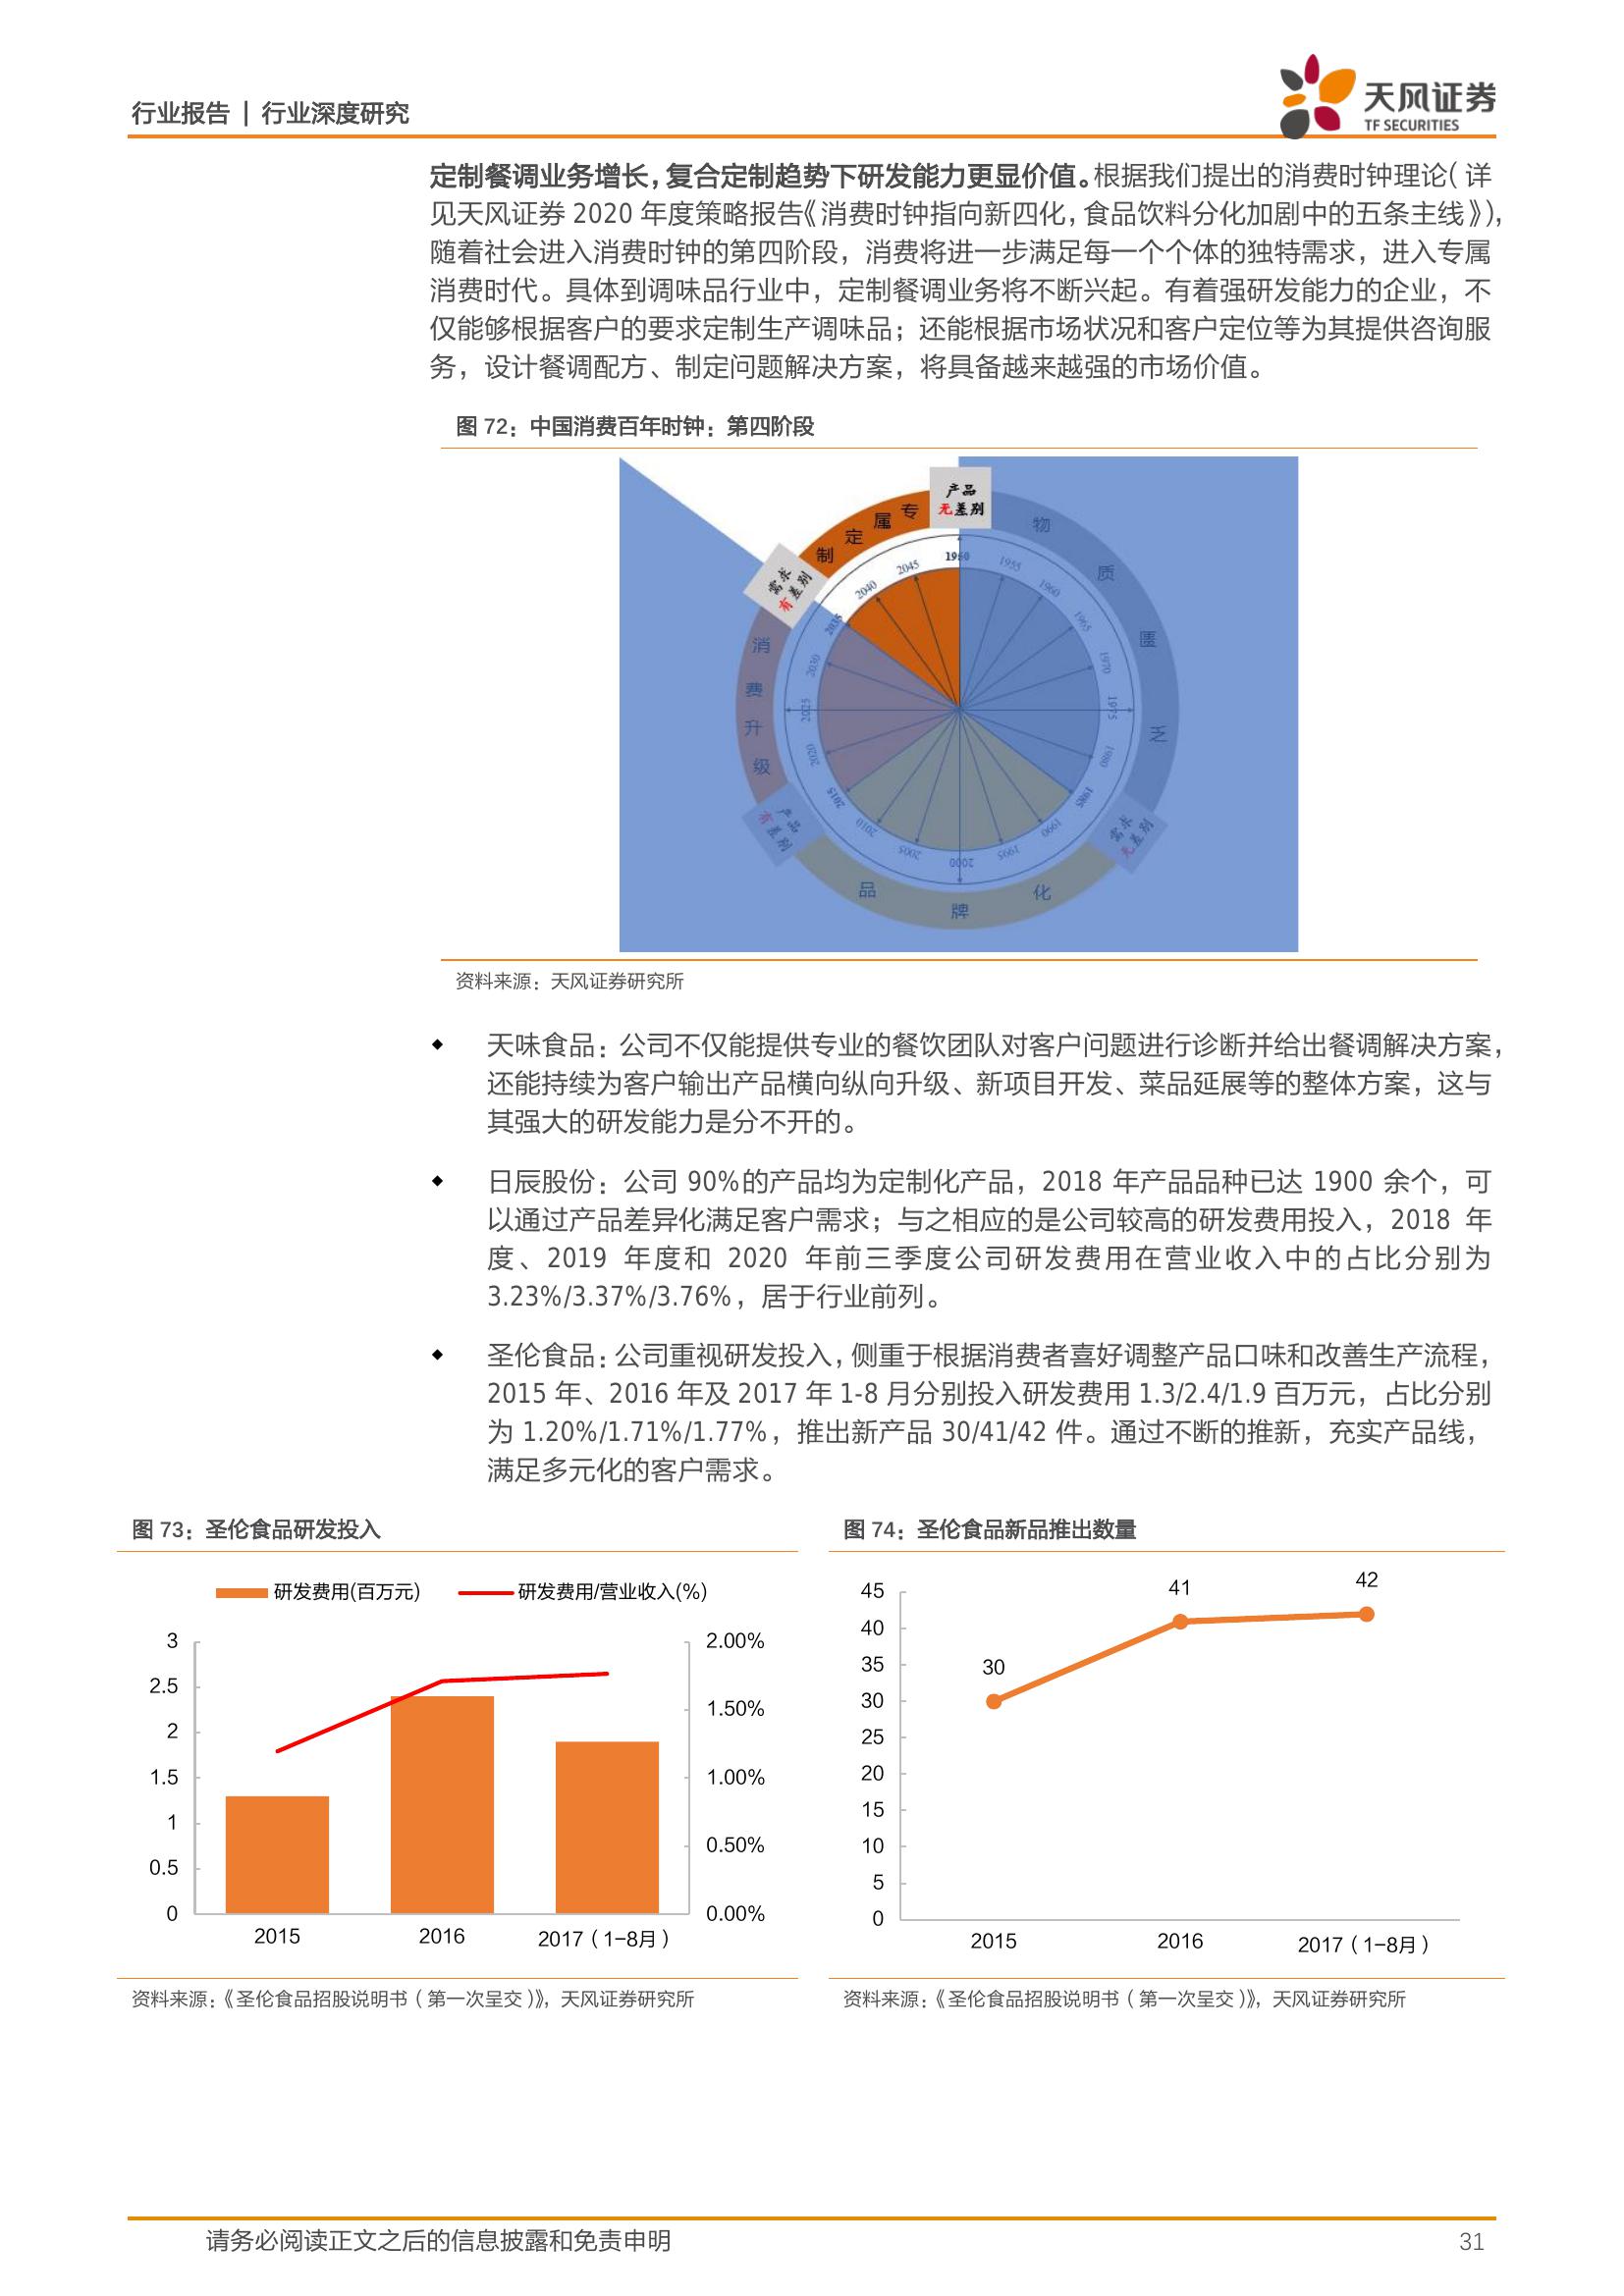 行业报告 | 行业深度研究
天风证券
TF SECURITIES
定制餐调业务增长，复合定制趋势下研发能力更显价值。根据我们提出的消费时钟理论（详
见天风证券 2020 年度策略报告《消费时钟指向新四化，食品饮料分化加剧中的五条主线》），
随着社会进入消费时钟的第四阶段，消费将进一步满足每一个个体的独特需求，进入专属
消费时代。具体到调味品行业中，定制餐调业务将不断兴起。有着强研发能力的企业，不
仅能够根据客户的要求定制生产调味品；还能根据市场状况和客户定位等为其提供咨询服
务，设计餐调配方、制定问题解决方案，将具备越来越强的市场价值。
图 72：中国消费百年时钟：第四阶段
产品
无差别
专属定制
物质匮乏
需求
有差别
消费升级
产品
有差别
需求
无差别
品牌化
1950
1955
1960
1965
1970
1975
1980
1985
1990
1995
2000
2005
2010
2015
2020
2025
2030
2035
2040
2045
资料来源：天风证券研究所
◆ 天味食品：公司不仅能提供专业的餐饮团队对客户问题进行诊断并给出餐调解决方案，
还能持续为客户输出产品横向纵向升级、新项目开发、菜品延展等的整体方案，这与
其强大的研发能力是分不开的。
◆ 日辰股份：公司 90%的产品均为定制化产品，2018 年产品品种已达 1900 余个，可
以通过产品差异化满足客户需求；与之相应的是公司较高的研发费用投入，2018 年
度、2019 年度和 2020 年前三季度公司研发费用在营业收入中的占比分别为
3.23%/3.37%/3.76%，居于行业前列。
◆ 圣伦食品：公司重视研发投入，侧重于根据消费者喜好调整产品口味和改善生产流程，
2015 年、2016 年及 2017 年 1-8 月分别投入研发费用 1.3/2.4/1.9 百万元，占比分别
为 1.20%/1.71%/1.77%，推出新产品 30/41/42 件。通过不断的推新，充实产品线，
满足多元化的客户需求。
图 73：圣伦食品研发投入
研发费用(百万元) 研发费用/营业收入(%)
3
2.5
2
1.5
1
0.5
0
2.00%
1.50%
1.00%
0.50%
0.00%
2015 2016 2017（1-8月）
资料来源：《圣伦食品招股说明书（第一次呈交）》，天风证券研究所
图 74：圣伦食品新品推出数量
45
40
35
30
25
20
15
10
5
0
30 41 42
2015 2016 2017（1-8月）
资料来源：《圣伦食品招股说明书（第一次呈交）》，天风证券研究所
请务必阅读正文之后的信息披露和免责申明 31